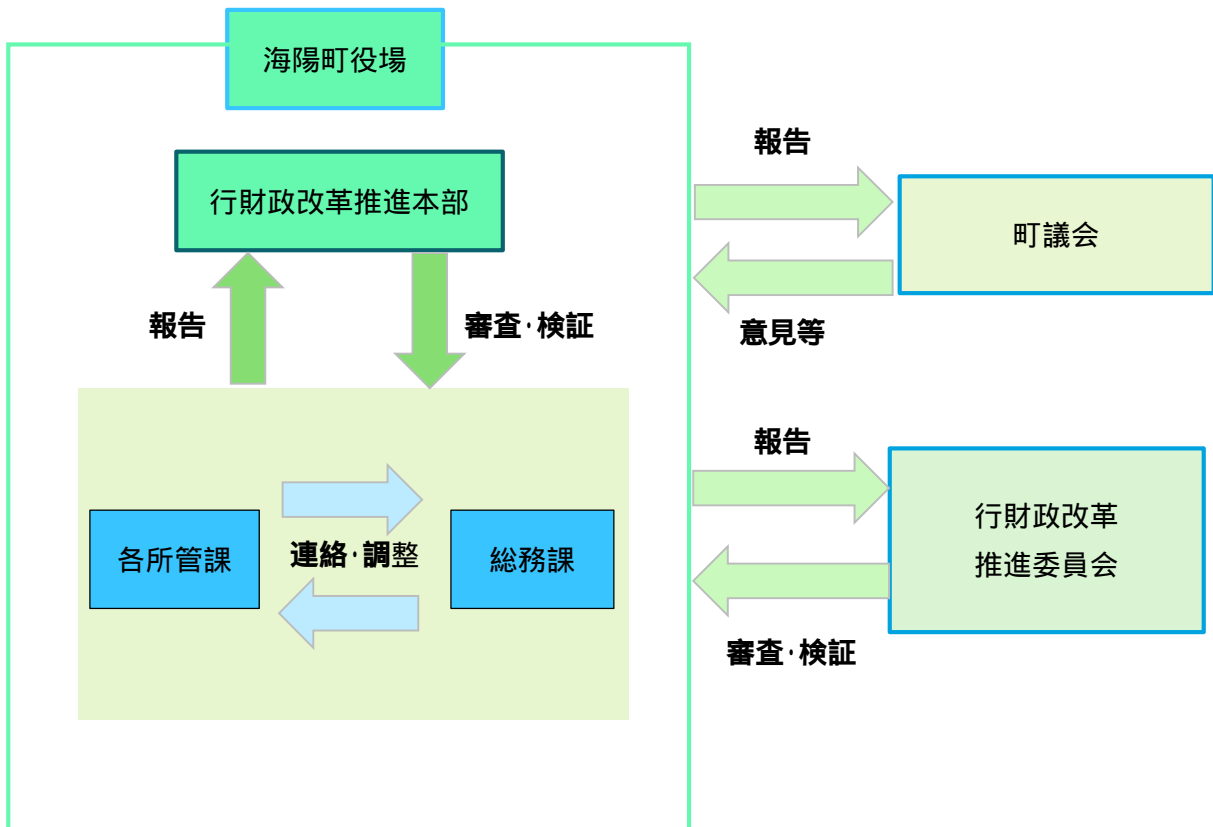 海陽町役場
行財政改革推進本部
報告
審査·検証
各所管課
連絡·調整
総務課
報告
町議会
意見等
報告
行財政改革
推進委員会
審査·検証